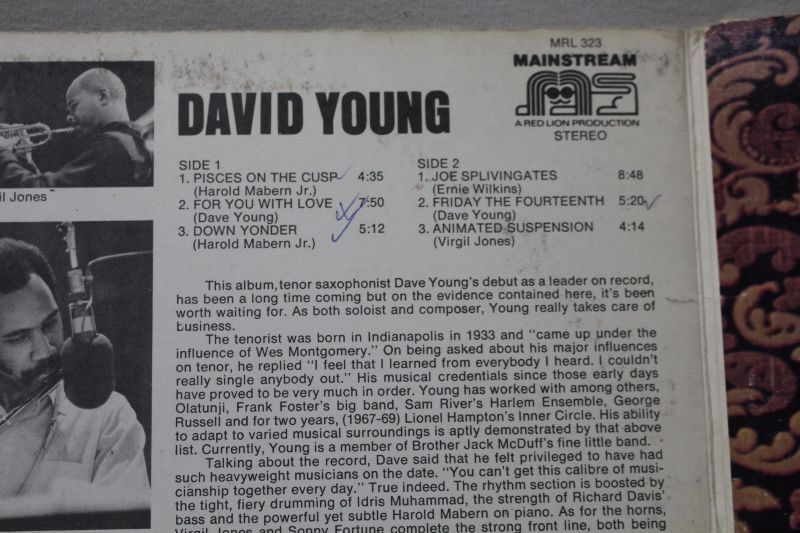 MRL 323
MAINSTREAM
A RED LION PRODUCTION
STEREO
DAVID YOUNG
SIDE 1
1. PISCES ON THE CUSP 4:35
(Harold Mabern Jr.)
2. FOR YOU WITH LOVE 7:50
(Dave Young)
3. DOWN YONDER 5:12
(Harold Mabern Jr.)
SIDE 2
1. JOE SPLIVINGATES 8:48
(Ernie Wilkins)
2. FRIDAY THE FOURTEENTH 5:20
(Dave Young)
3. ANIMATED SUSPENSION 4:14
(Virgil Jones)
gil Jones
This album, tenor saxophonist Dave Young's debut as a leader on record,
has been a long time coming but on the evidence contained here, it's been
worth waiting for. As both soloist and composer, Young really takes care of
business.
The tenorist was born in Indianapolis in 1933 and "came up under the
influence of Wes Montgomery." On being asked about his major influences
on tenor, he replied "I feel that I learned from everybody I heard. I couldn't
really single anybody out." His musical credentials since those early days
have proved to be very much in order. Young has worked with among others,
Olatunji, Frank Foster's big band, Sam River's Harlem Ensemble, George
Russell and for two years, (1967-69) Lionel Hampton's Inner Circle. His ability
to adapt to varied musical surroundings is aptly demonstrated by that above
list. Currently, Young is a member of Brother Jack McDuff's fine little band.
Talking about the record, Dave said that he felt privileged to have had
such heavyweight musicians on the date. "You can't get this calibre of musi-
cianship together every day." True indeed. The rhythm section is boosted by
the tight, fiery drumming of Idris Muhammad, the strength of Richard Davis'
bass and the powerful yet subtle Harold Mabern on piano. As for the horns,
Virgil Jones and Sonny Fortune complete the strong front line, both being